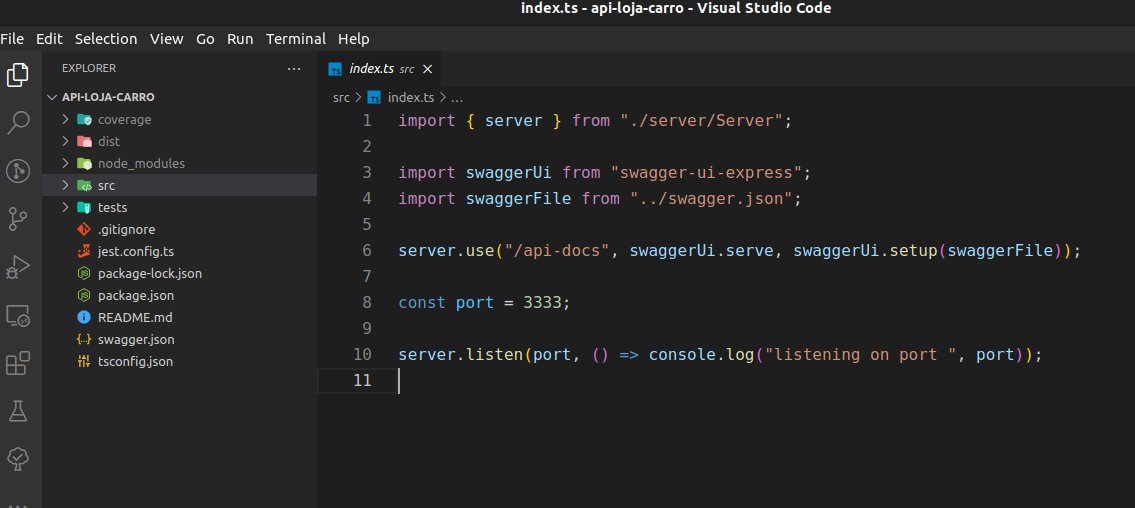 index.ts - api-loja-carro - Visual Studio Code
File Edit Selection View Go Run Terminal Help
EXPLORER ...
API-LOJA-CARRO
coverage
dist
node_modules
src
tests
.gitignore
jest.config.ts
package-lock.json
package.json
README.md
swagger.json
tsconfig.json
TS index.ts src ×
src > TS index.ts > ...
1 import { server } from "./server/Server";
2
3 import swaggerUi from "swagger-ui-express";
4 import swaggerFile from "../swagger.json";
5
6 server.use("/api-docs", swaggerUi.serve, swaggerUi.setup(swaggerFile));
7
8 const port = 3333;
9
10 server.listen(port, () => console.log("listening on port ", port));
11